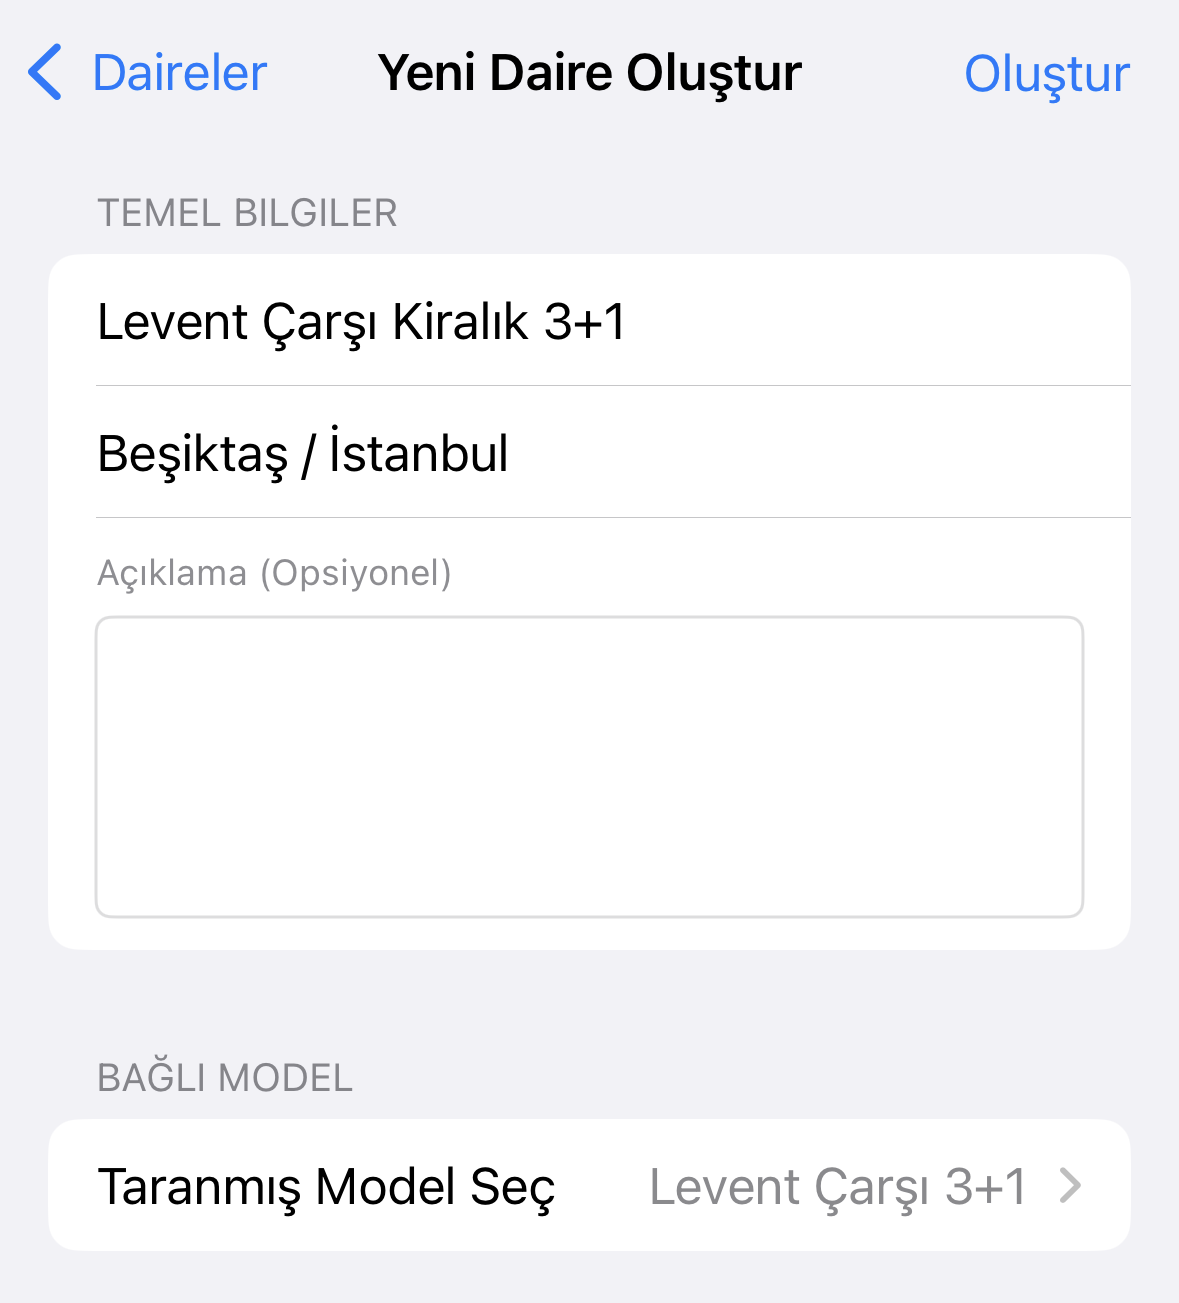 Daireler
Yeni Daire Oluştur
Oluştur
TEMEL BILGILER
Levent Çarşı Kiralık 3+1
Beşiktaş / İstanbul
Açıklama (Opsiyonel)
BAĞLI MODEL
Taranmış Model Seç
Levent Çarşı 3+1